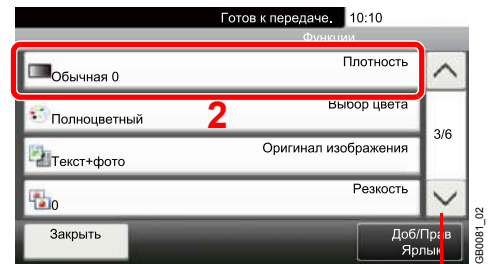 Готов к передаче. 10:10
Функции
Плотность
Обычная 0
Выбор цвета
Полноцветный
2
3/6
Оригинал изображения
Текст+фото
Резкость
0
Закрыть
Доб/Прав
Ярлык
GB0081_02